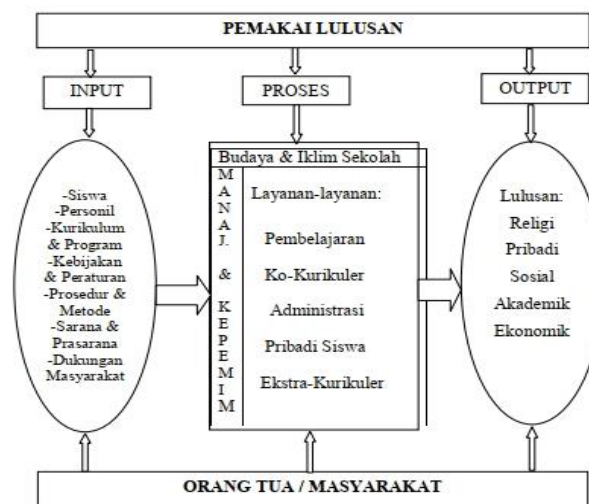 PEMAKAI LULUSAN
INPUT
PROSES
OUTPUT
-Siswa
-Personil
-Kurikulum
& Program
-Kebijakan
& Peraturan
-Prosedur &
Metode
-Sarana &
Prasarana
-Dukungan
Masyarakat
Budaya & Iklim Sekolah
MANAJ. & KEPEMIM
Layanan-layanan:
Pembelajaran
Ko-Kurikuler
Administrasi
Pribadi Siswa
Ekstra-Kurikuler
Lulusan:
Religi
Pribadi
Sosial
Akademik
Ekonomik
ORANG TUA / MASYARAKAT